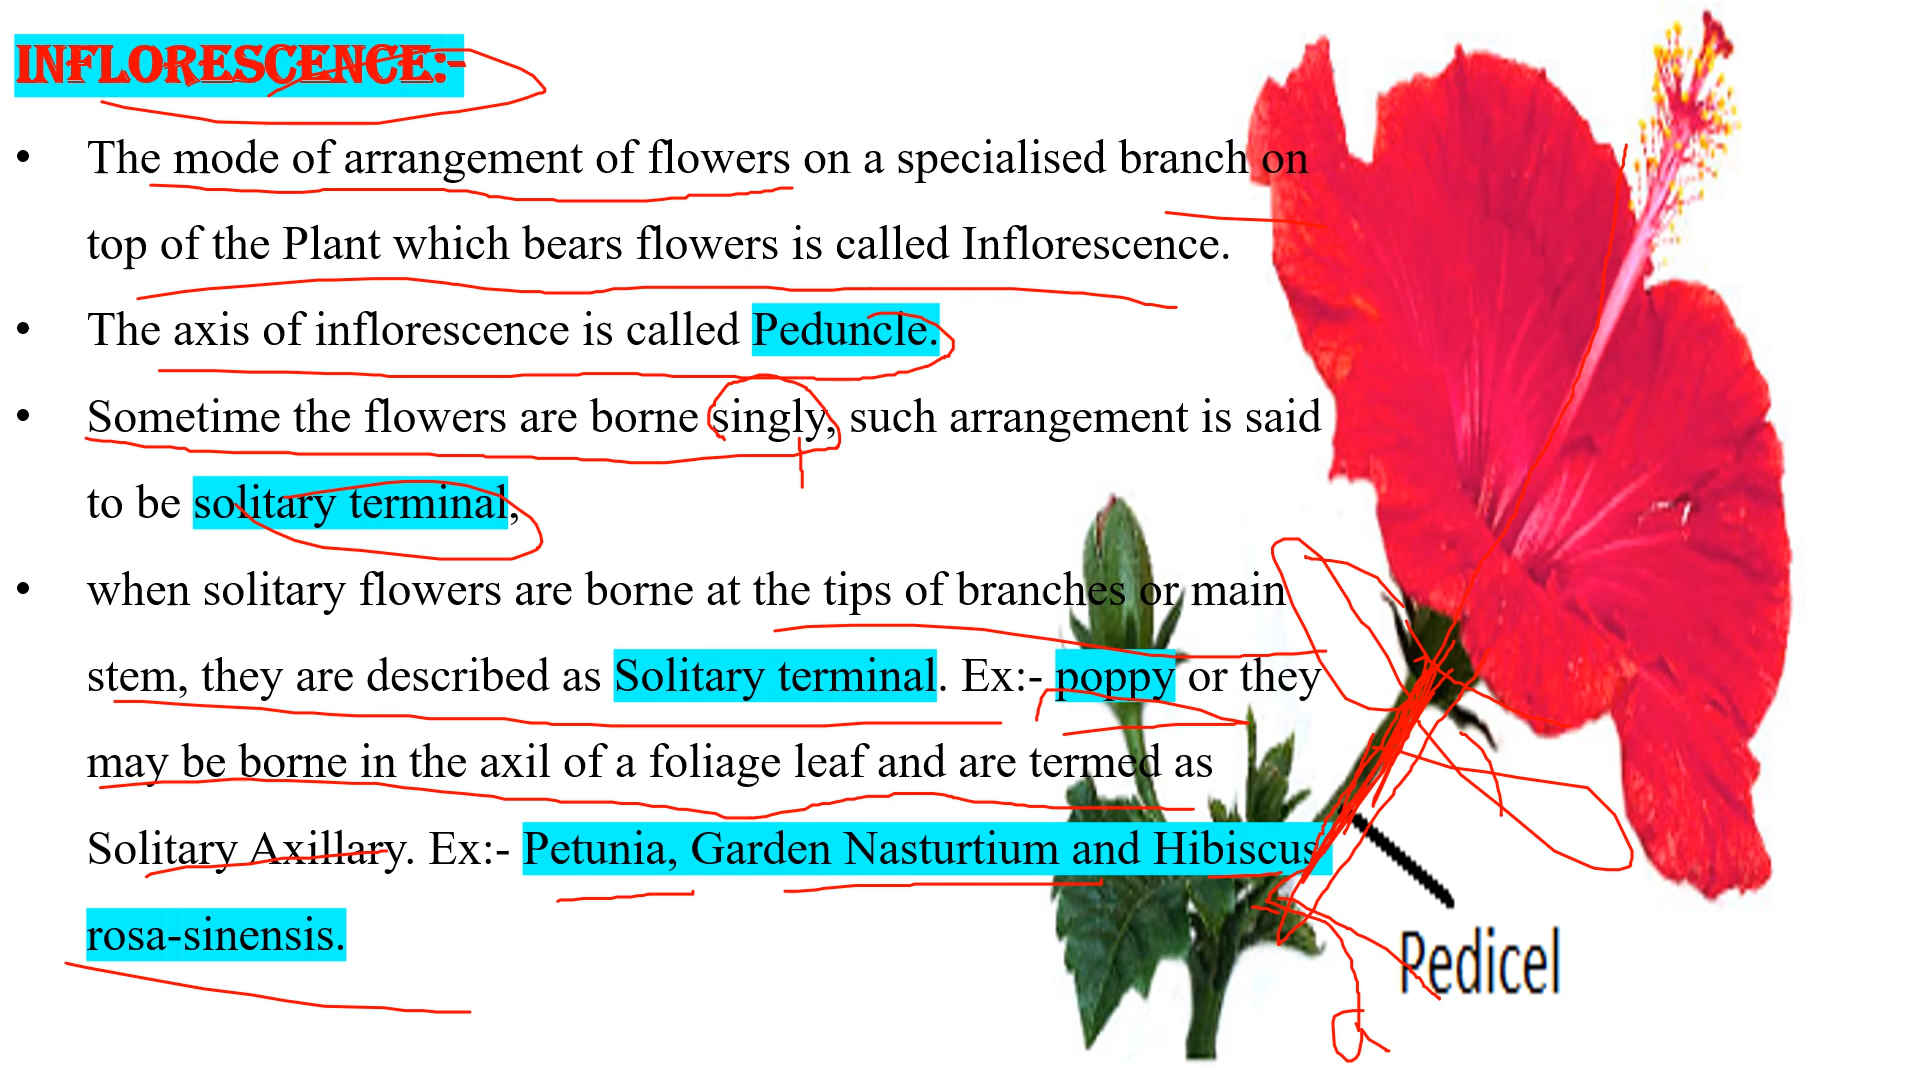 INFLORESCENCE:-
• The mode of arrangement of flowers on a specialised branch on
top of the Plant which bears flowers is called Inflorescence.
• The axis of inflorescence is called Peduncle.
• Sometime the flowers are borne singly, such arrangement is said
to be solitary terminal,
• when solitary flowers are borne at the tips of branches or main
stem, they are described as Solitary terminal. Ex:- poppy or they
may be borne in the axil of a foliage leaf and are termed as
Solitary Axillary. Ex:- Petunia, Garden Nasturtium and Hibiscus
rosa-sinensis.
Pedicel